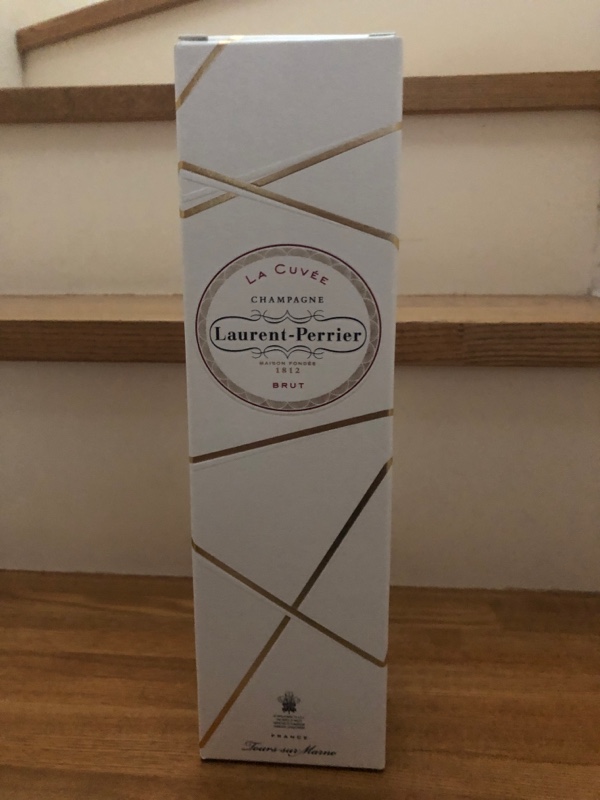 LA CUVÉE
CHAMPAGNE
Laurent-Perrier
MAISON FONDÉE
1812
BRUT
FRANCE
Tours-sur-Marne